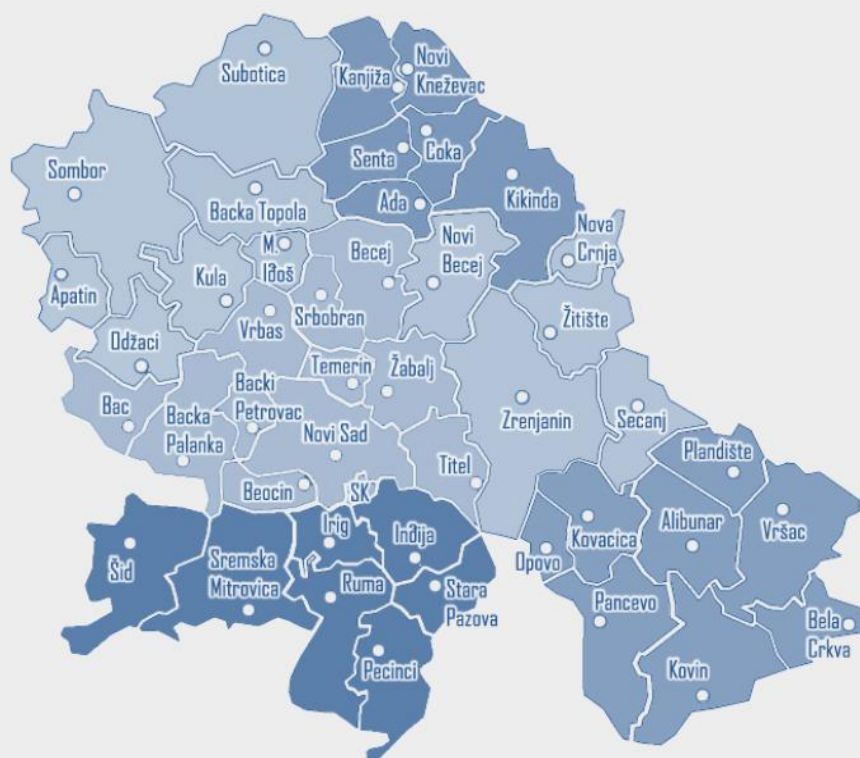 Subotica
Kanjiža
Novi
Kneževac
Senta
Coka
Sombor
Backa Topola
Ada
Kikinda
M.
Iđoš
Becej
Novi
Becej
Nova
Crnja
Apatin
Kula
Srbobran
Vrbas
Žitište
Odžaci
Temerin
Žabalj
Backi
Petrovac
Bac
Backa
Palanka
Novi Sad
Zrenjanin
Secanj
Titel
Plandište
Beocin
SK
Irig
Inđija
Kovacica
Alibunar
Vršac
Šid
Sremska
Mitrovica
Ruma
Stara
Pazova
Opovo
Pancevo
Bela
Crkva
Pecinci
Kovin